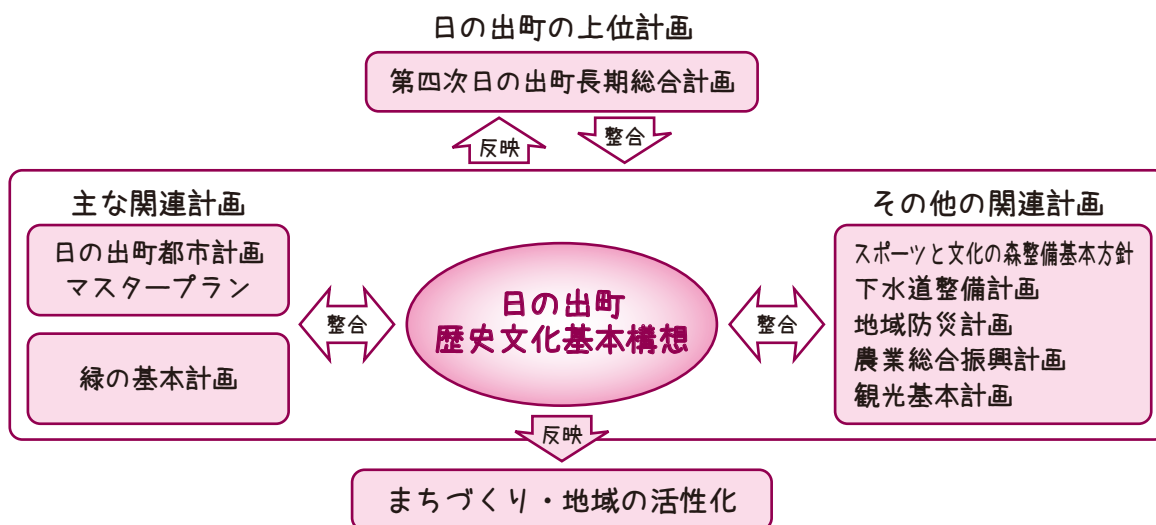 日の出町の上位計画
第四次日の出町長期総合計画
反映
整合
主な関連計画
日の出町都市計画
マスタープラン
緑の基本計画
整合
日の出町
歴史文化基本構想
整合
その他の関連計画
スポーツと文化の森整備基本方針
下水道整備計画
地域防災計画
農業総合振興計画
観光基本計画
反映
まちづくり・地域の活性化